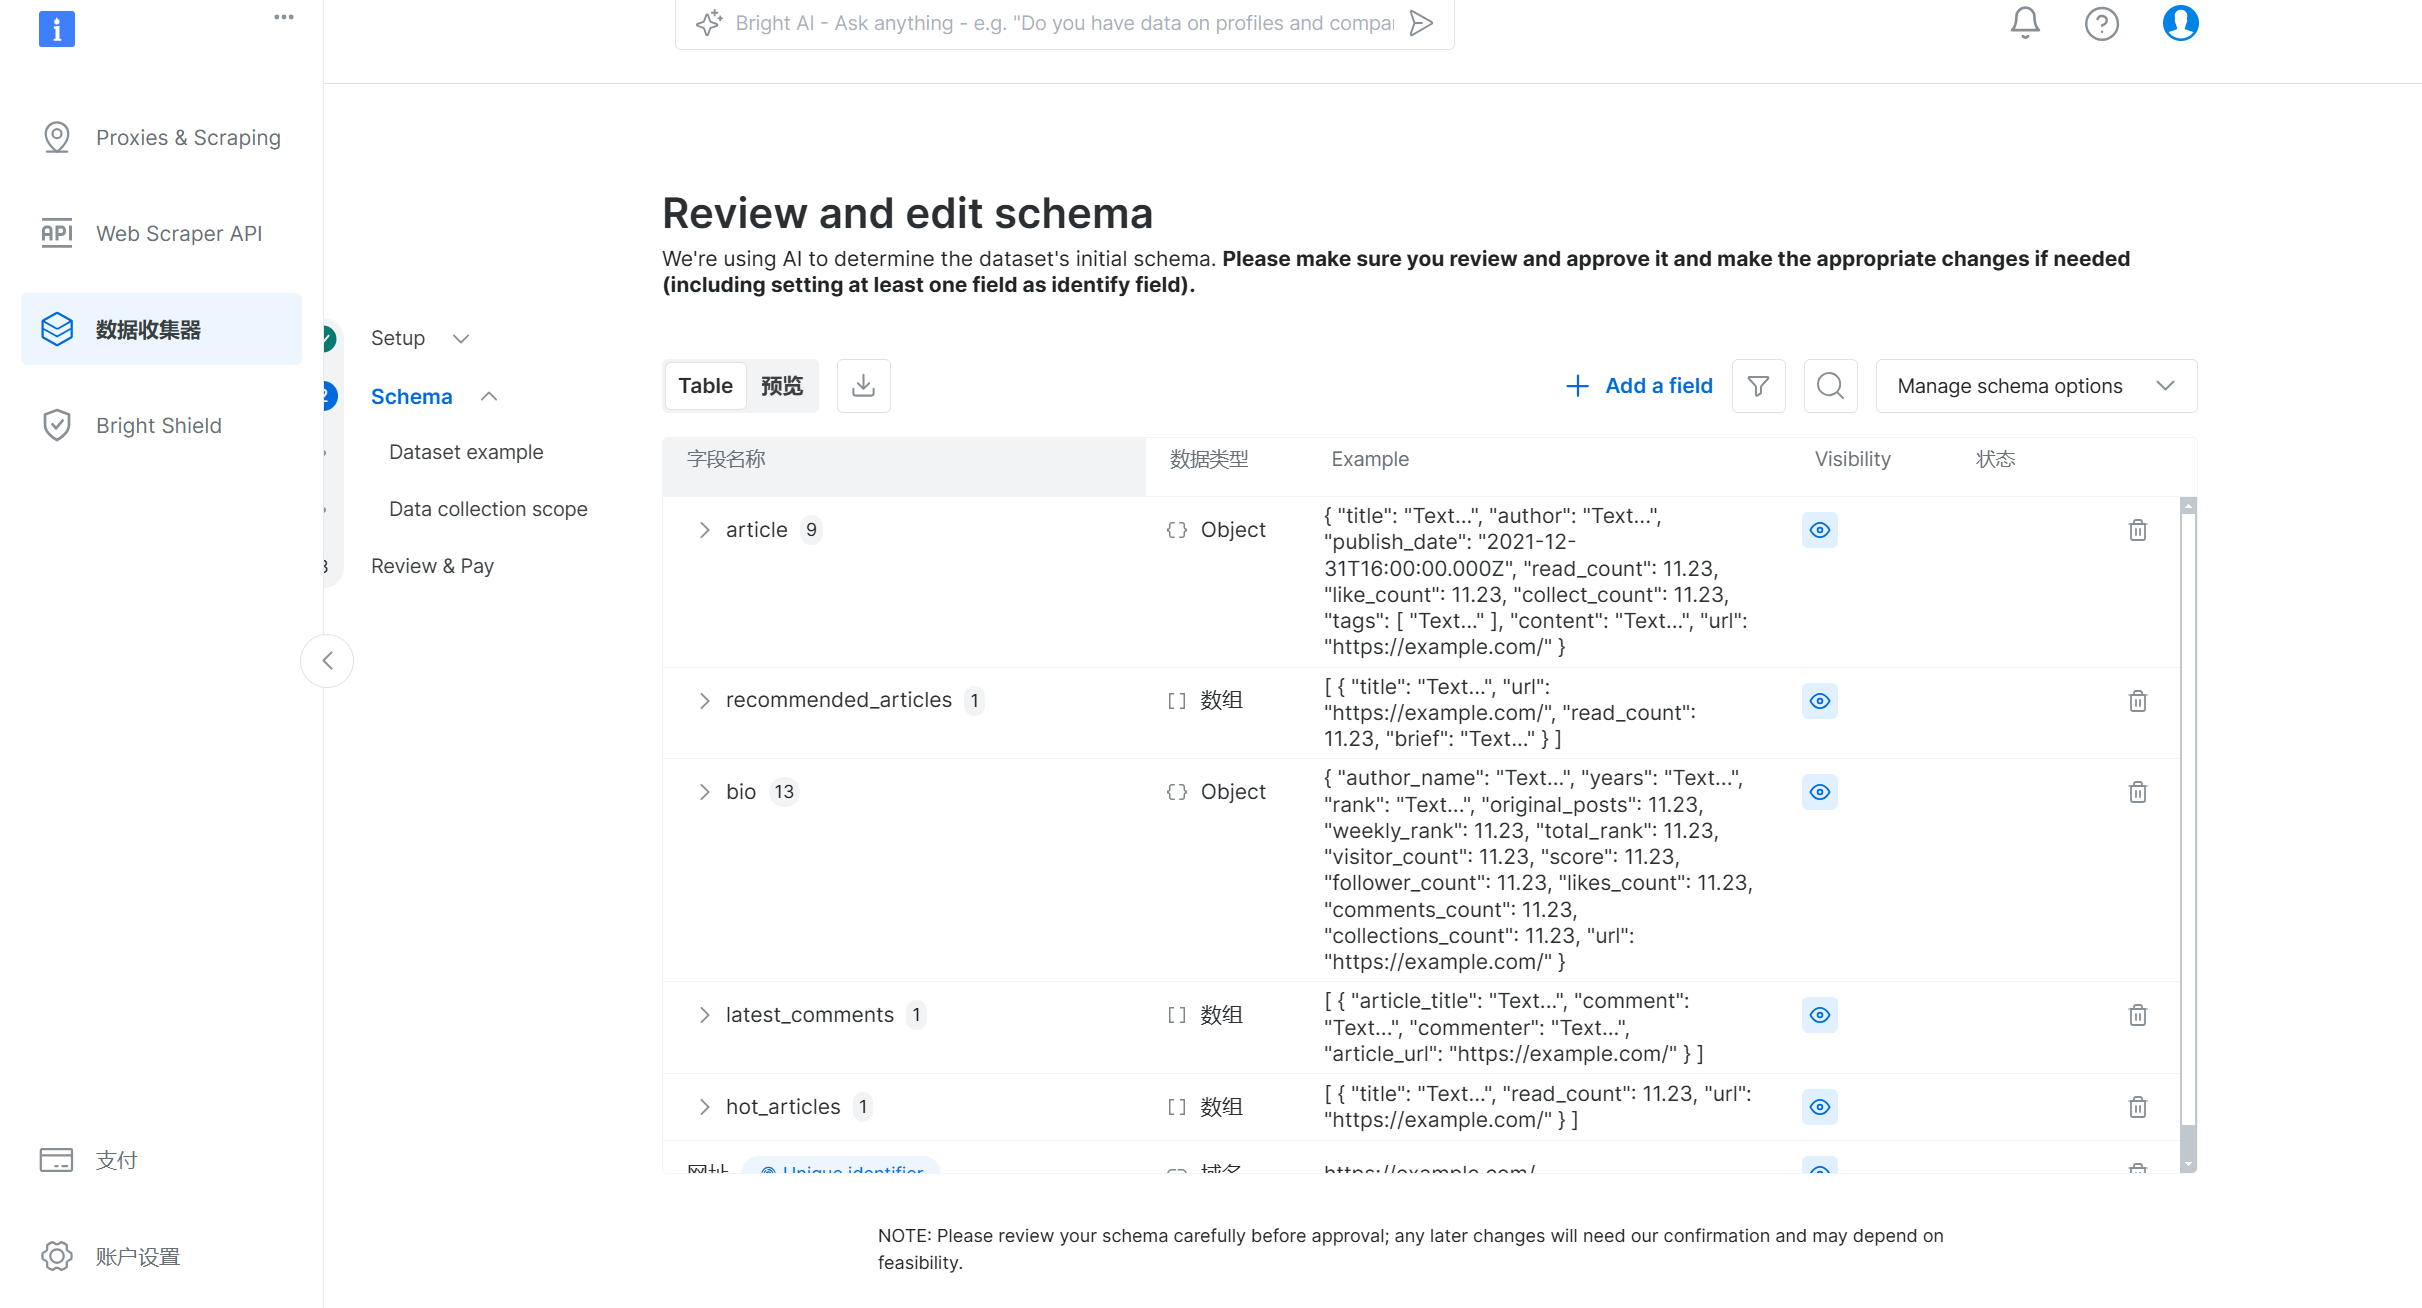 Bright AI - Ask anything - e.g. "Do you have data on profiles and compar
Proxies & Scraping
API
Web Scraper API
数据收集器
Bright Shield
支付
账户设置
Setup
2
Schema
Dataset example
Data collection scope
3
Review & Pay
Review and edit schema
We're using AI to determine the dataset's initial schema. Please make sure you review and approve it and make the appropriate changes if needed
(including setting at least one field as identify field).
Table
预览
Add a field
Manage schema options
字段名称
数据类型
Example
Visibility
状态
article 9
{} Object
{ "title": "Text...", "author": "Text...",
"publish_date": "2021-12-
31T16:00:00.000Z", "read_count": 11.23,
"like_count": 11.23, "collect_count": 11.23,
"tags": [ "Text..." ], "content": "Text...", "url":
"https://example.com/" }
recommended_articles 1
[] 数组
[ { "title": "Text...", "url":
"https://example.com/", "read_count":
11.23, "brief": "Text..." } ]
bio 13
{} Object
{ "author_name": "Text...", "years": "Text...",
"rank": "Text...", "original_posts": 11.23,
"weekly_rank": 11.23, "total_rank": 11.23,
"visitor_count": 11.23, "score": 11.23,
"follower_count": 11.23, "likes_count": 11.23,
"comments_count": 11.23,
"collections_count": 11.23, "url":
"https://example.com/" }
latest_comments 1
[] 数组
[ { "article_title": "Text...", "comment":
"Text...", "commenter": "Text...",
"article_url": "https://example.com/" } ]
hot_articles 1
[] 数组
[ { "title": "Text...", "read_count": 11.23, "url":
"https://example.com/" } ]
网址
Unique identifier
域名
https://example.com/
NOTE: Please review your schema carefully before approval; any later changes will need our confirmation and may depend on
feasibility.